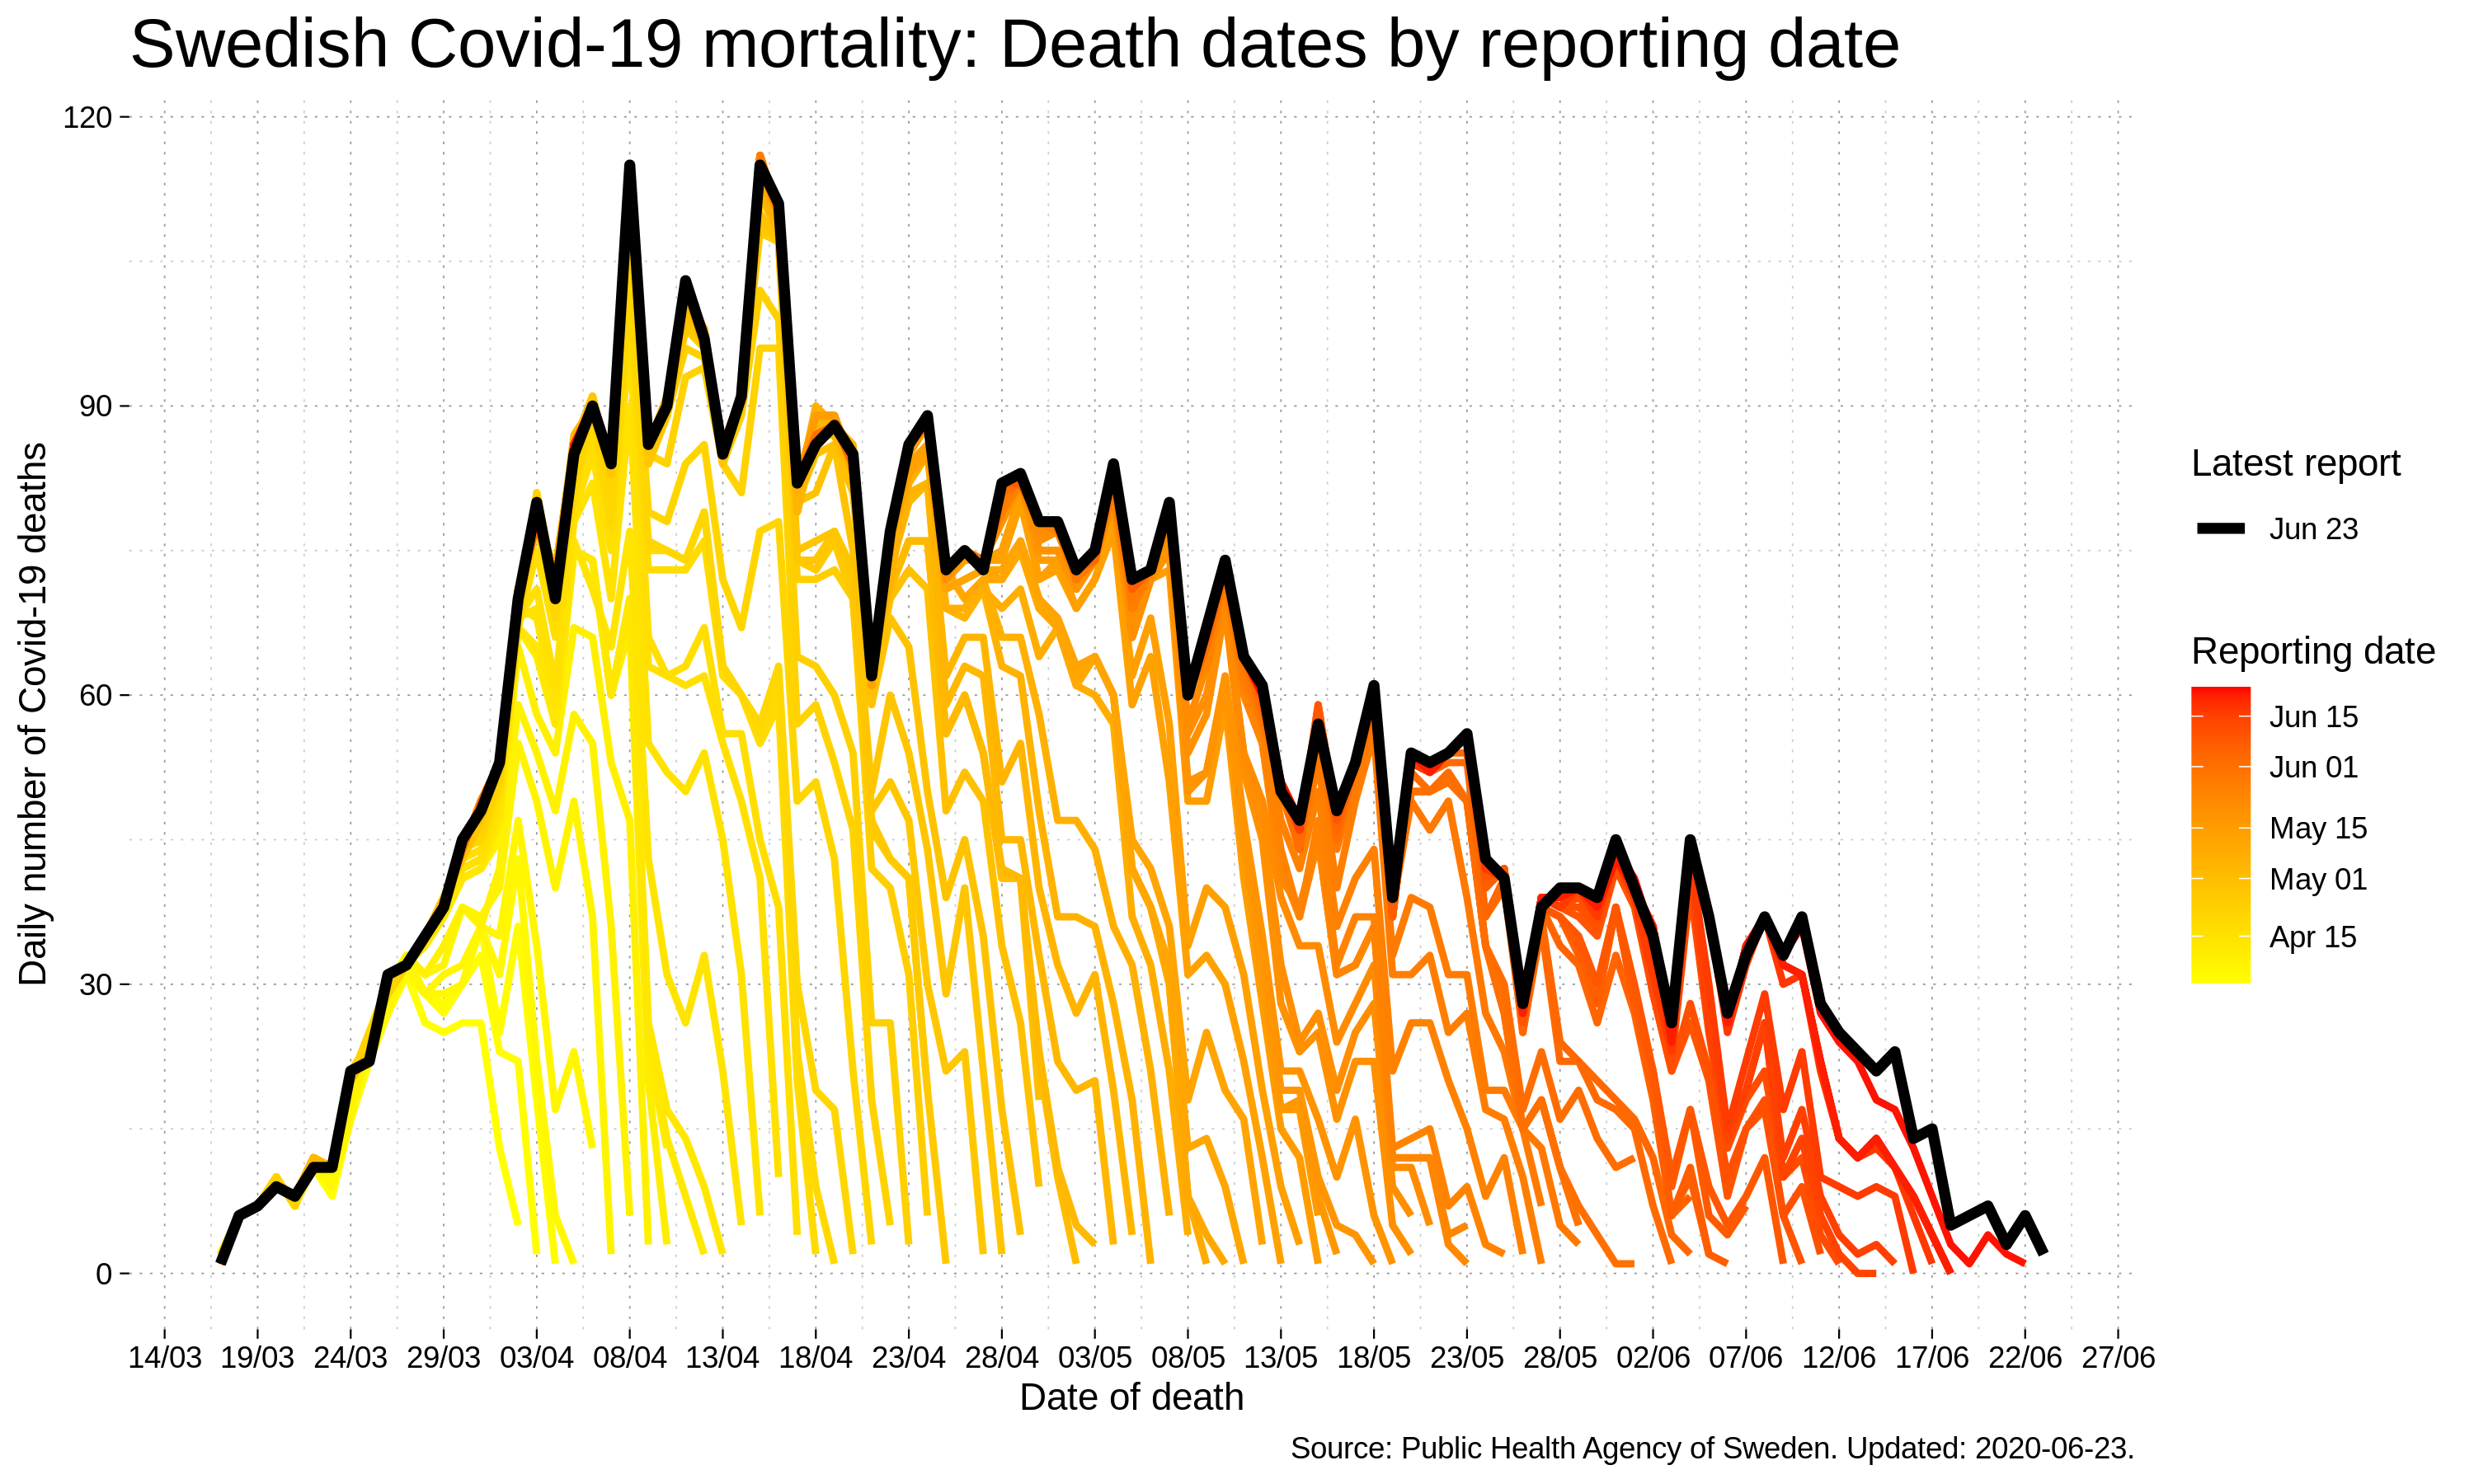 Swedish Covid-19 mortality: Death dates by reporting date
Daily number of Covid-19 deaths
120
90
60
30
0
14/03 19/03 24/03 29/03 03/04 08/04 13/04 18/04 23/04 28/04 03/05 08/05 13/05 18/05 23/05 28/05 02/06 07/06 12/06 17/06 22/06 27/06
Date of death
Latest report
Jun 23
Reporting date
Jun 15
Jun 01
May 15
May 01
Apr 15
Source: Public Health Agency of Sweden. Updated: 2020-06-23.